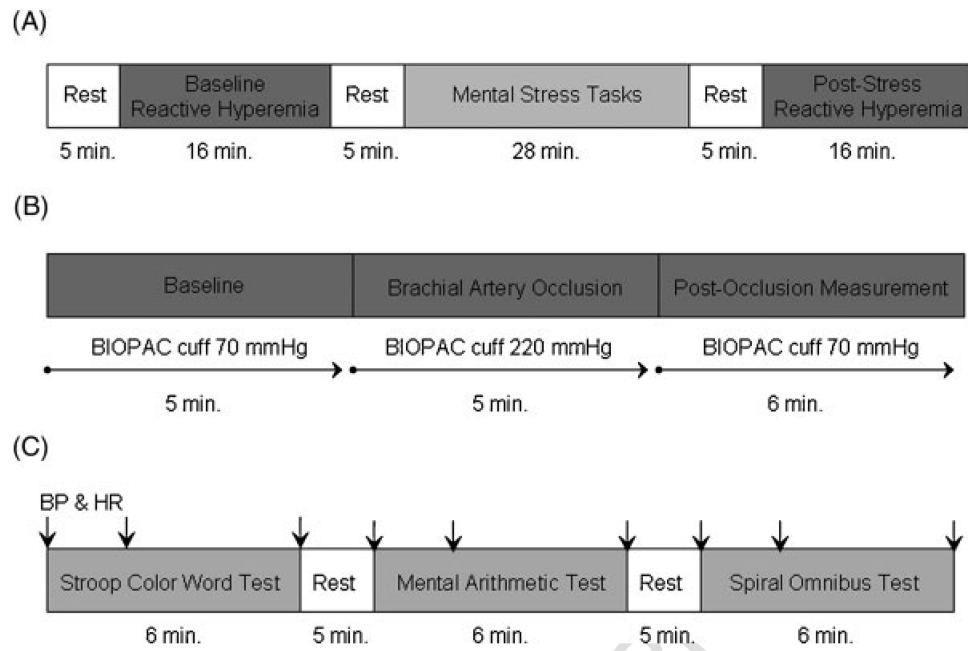 (A)
Rest
Baseline
Reactive Hyperemia
Rest
Mental Stress Tasks
Rest
Post-Stress
Reactive Hyperemia
5 min.
16 min.
5 min.
28 min.
5 min.
16 min.
(B)
Baseline
Brachial Artery Occlusion
Post-Occlusion Measurement
BIOPAC cuff 70 mmHg
BIOPAC cuff 220 mmHg
BIOPAC cuff 70 mmHg
5 min.
5 min.
6 min.
(C)
BP & HR
Stroop Color Word Test
Rest
Mental Arithmetic Test
Rest
Spiral Omnibus Test
6 min.
5 min.
6 min.
5 min.
6 min.